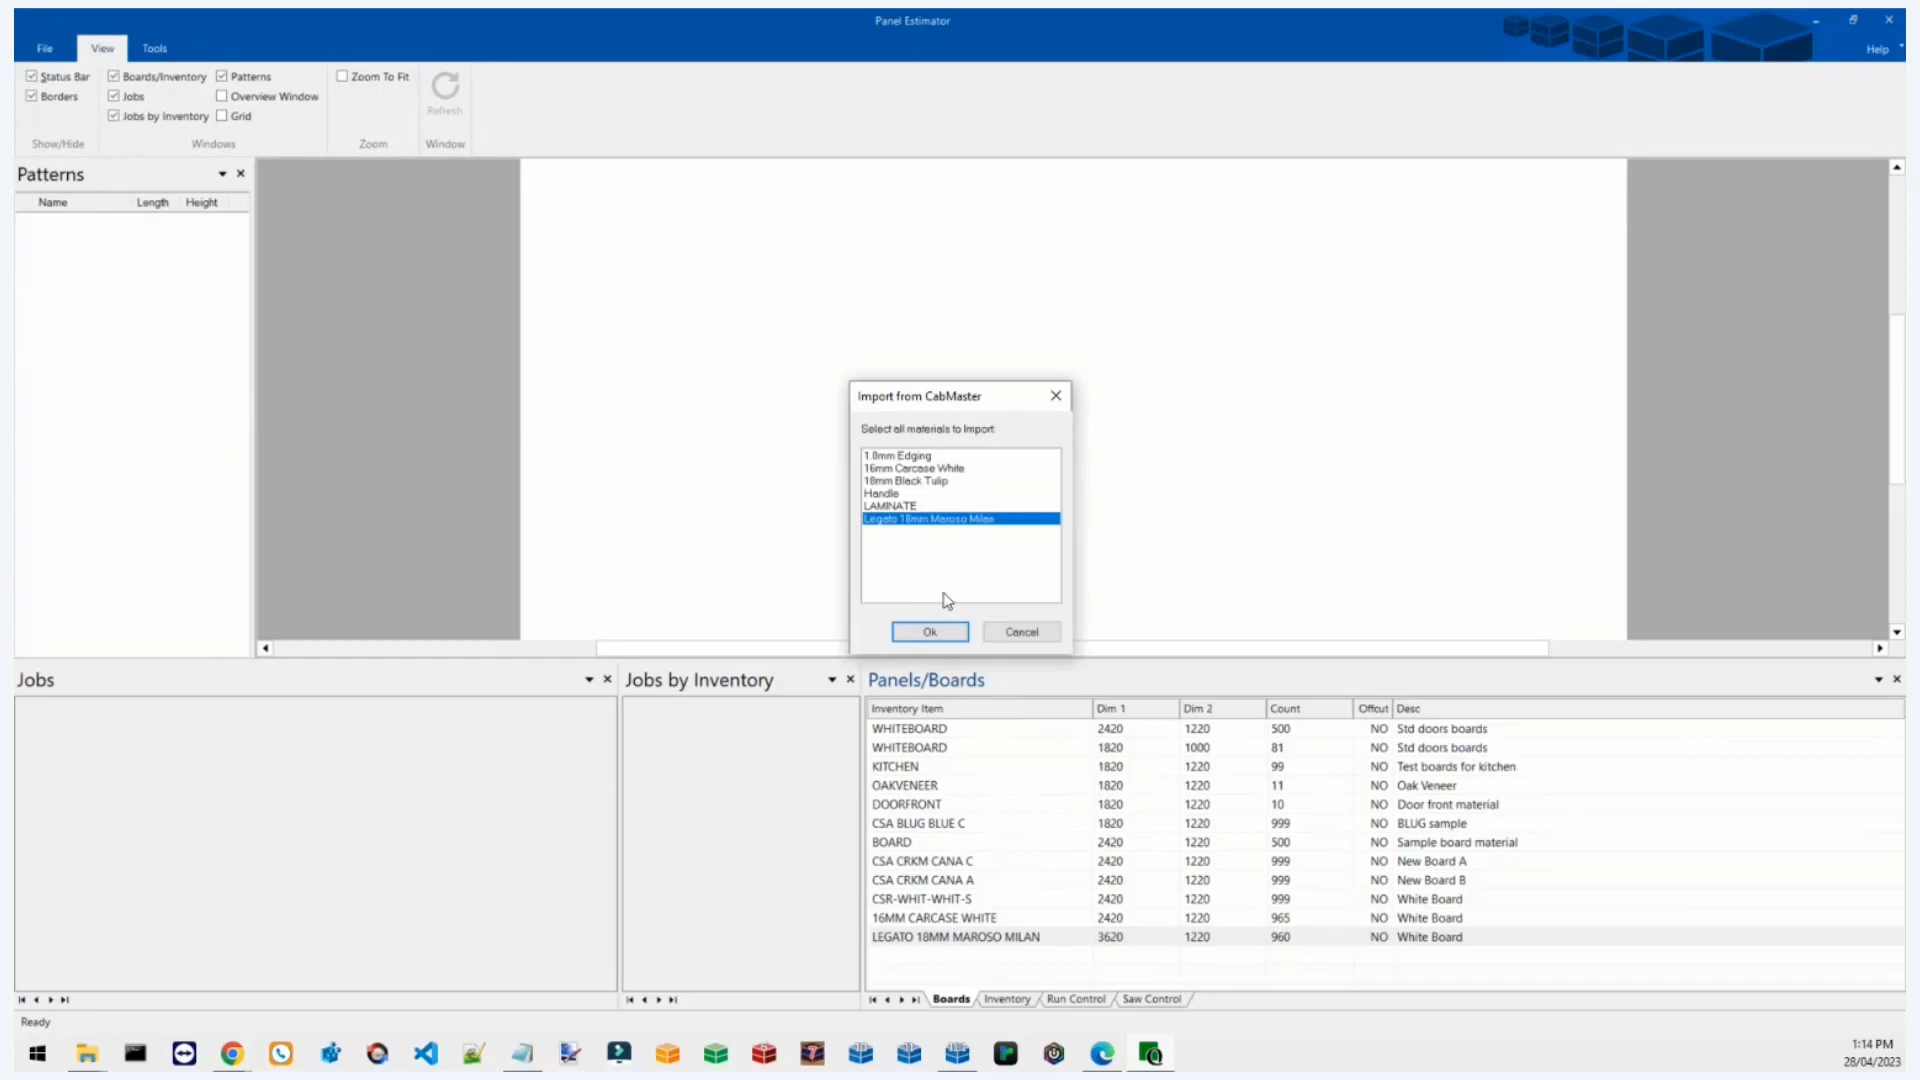 Panel Estimator
File View Tools Help
Status Bar Boards/Inventory Patterns Zoom To Fit
Borders Jobs Overview Window Refresh
Jobs by Inventory Grid
Show/Hide Windows Zoom Window
Patterns
Name Length Height
Import from CabMaster
Select all materials to Import:
1.0mm Edging
16mm Carcase White
18mm Black Tulip
Handle
LAMINATE
Legato 18mm Maroso Milan
Ok Cancel
Jobs Jobs by Inventory Panels/Boards
Inventory Item Dim 1 Dim 2 Count Offcut Desc
WHITEBOARD 2420 1220 500 NO Std doors boards
WHITEBOARD 1820 1000 81 NO Std doors boards
KITCHEN 1820 1220 99 NO Test boards for kitchen
OAKVENEER 1820 1220 11 NO Oak Veneer
DOORFRONT 1820 1220 10 NO Door front material
CSA BLUG BLUE C 1820 1220 999 NO BLUG sample
BOARD 2420 1220 500 NO Sample board material
CSA CRKM CANA C 2420 1220 999 NO New Board A
CSA CRKM CANA A 2420 1220 999 NO New Board B
CSR-WHIT-WHIT-S 2420 1220 999 NO White Board
16MM CARCASE WHITE 2420 1220 965 NO White Board
LEGATO 18MM MAROSO MILAN 3620 1220 960 NO White Board
Boards Inventory Run Control Saw Control
Ready
1:14 PM
28/04/2023